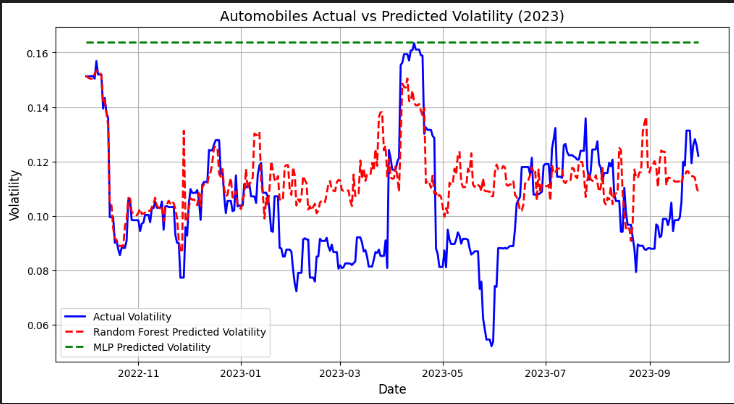 Automobiles Actual vs Predicted Volatility (2023)
0.16
0.14
0.12
0.10
0.08
0.06
Volatility
Actual Volatility
Random Forest Predicted Volatility
MLP Predicted Volatility
2022-11
2023-01
2023-03
2023-05
2023-07
2023-09
Date